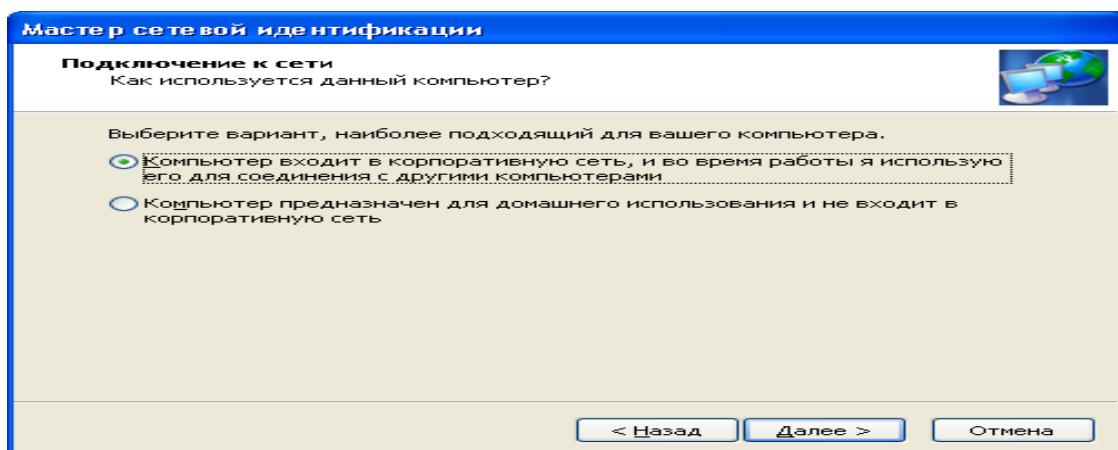 Мастер сетевой идентификации
Подключение к сети
Как используется данный компьютер?
Выберите вариант, наиболее подходящий для вашего компьютера.
Компьютер входит в корпоративную сеть, и во время работы я использую
его для соединения с другими компьютерами
Компьютер предназначен для домашнего использования и не входит в
корпоративную сеть
< Назад Далее > Отмена